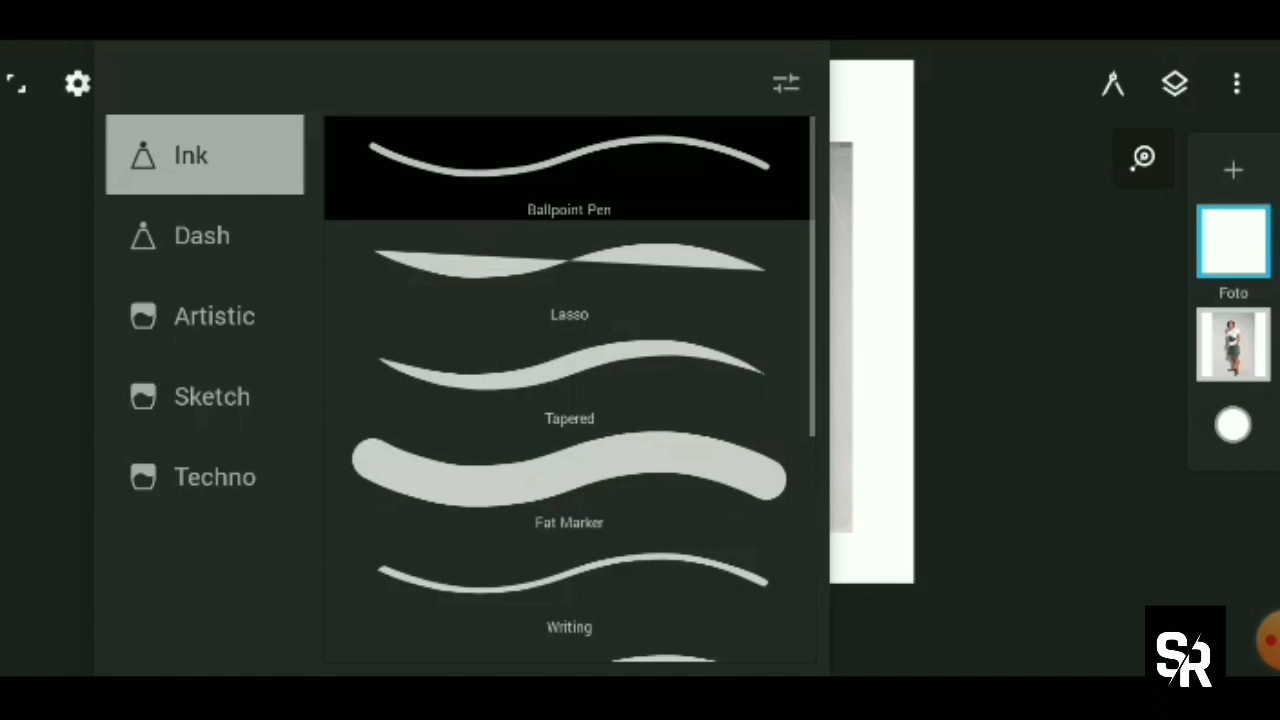 Ink
Dash
Artistic
Sketch
Techno
Ballpoint Pen
Lasso
Tapered
Fat Marker
Writing
Foto
SR